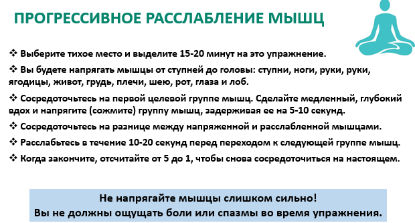 ПРОГРЕССИВНОЕ РАССЛАБЛЕНИЕ МЫШЦ
❖ Выберите тихое место и выделите 15-20 минут на это упражнение.
❖ Вы будете напрягать мышцы от ступней до головы: ступни, ноги, руки, руки,
ягодицы, живот, грудь, плечи, шею, рот, глаза и лоб.
❖ Сосредоточьтесь на первой целевой группе мышц. Сделайте медленный, глубокий
вдох и напрягите (сожмите) группу мышц, задерживая ее на 5-10 секунд.
❖ Сосредоточьтесь на разнице между напряженной и расслабленной мышцами.
❖ Расслабьтесь в течение 10-20 секунд перед переходом к следующей группе мышц.
❖ Когда закончите, отсчитайте от 5 до 1, чтобы снова сосредоточиться на настоящем.
Не напрягайте мышцы слишком сильно!
Вы не должны ощущать боли или спазмы во время упражнения.